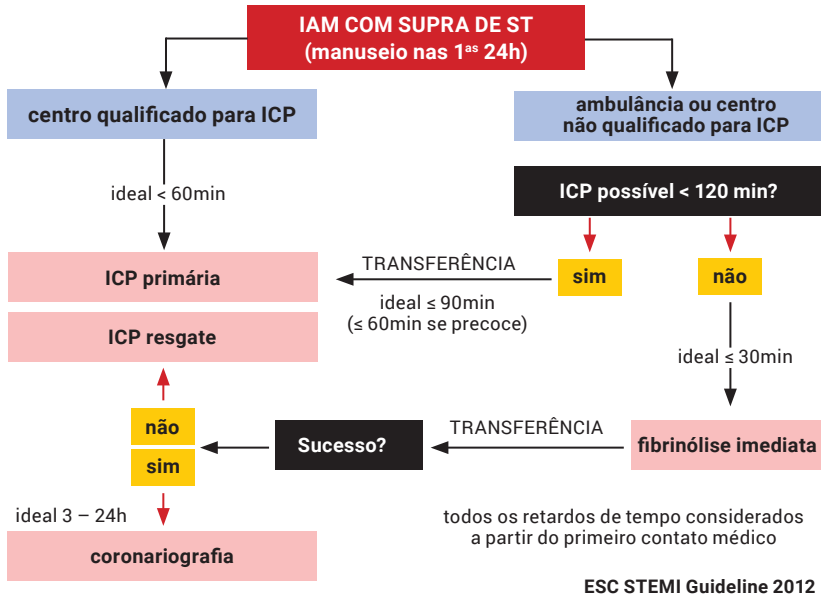 IAM COM SUPRA DE ST
(manuseio nas 1as 24h)
centro qualificado para ICP
ambulância ou centro
não qualificado para ICP
ideal < 60min
ICP possível < 120 min?
ICP primária
TRANSFERÊNCIA
ideal ≤ 90min
(≤ 60min se precoce)
sim
não
ICP resgate
ideal ≤ 30min
não
sim
Sucesso?
TRANSFERÊNCIA
fibrinólise imediata
ideal 3 – 24h
coronariografia
todos os retardos de tempo considerados
a partir do primeiro contato médico
ESC STEMI Guideline 2012